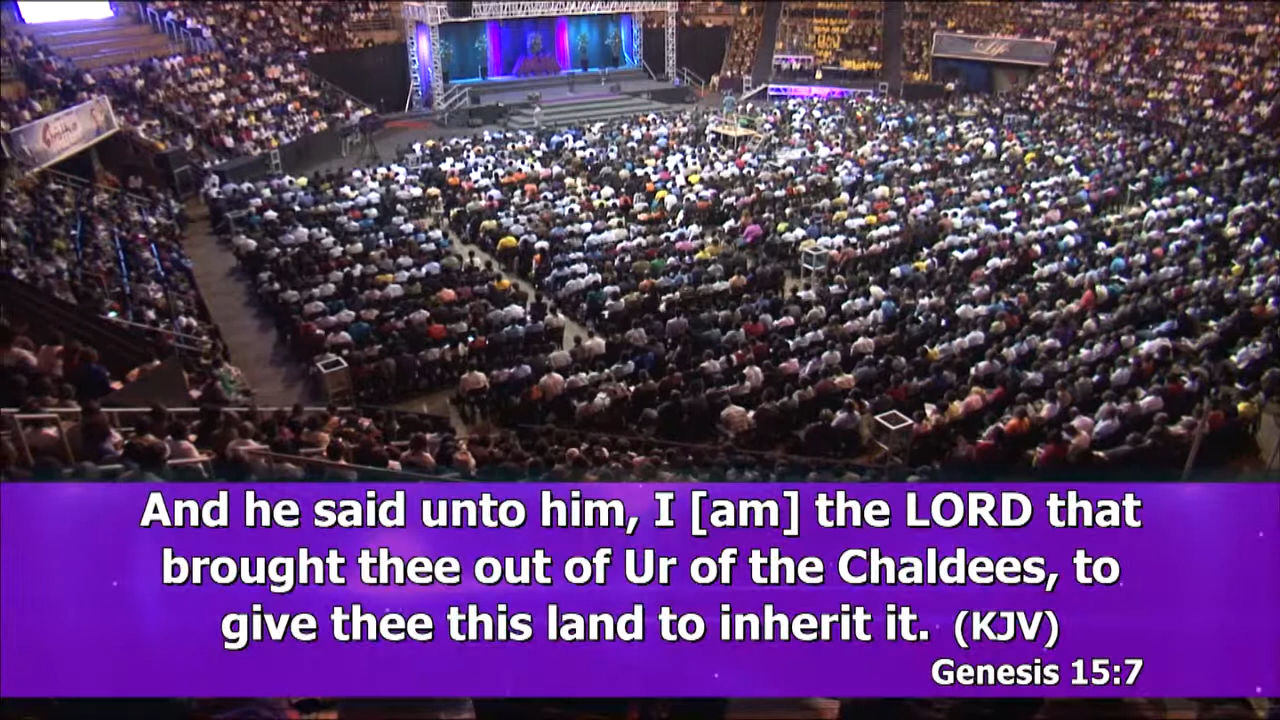 Life
And he said unto him, I [am] the LORD that
brought thee out of Ur of the Chaldees, to
give thee this land to inherit it. (KJV)
Genesis 15:7